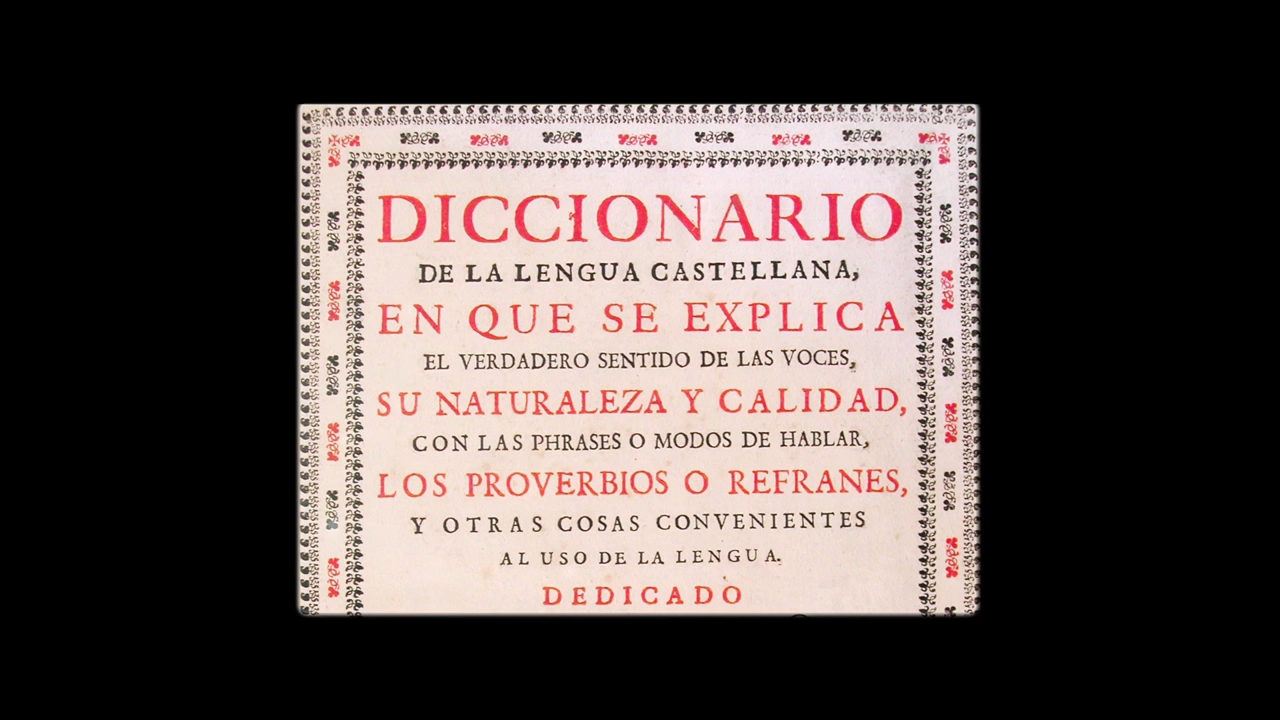 DICCIONARIO
DE LA LENGUA CASTELLANA,
EN QUE SE EXPLICA
EL VERDADERO SENTIDO DE LAS VOCES,
SU NATURALEZA Y CALIDAD,
CON LAS PHRASES O MODOS DE HABLAR,
LOS PROVERBIOS O REFRANES,
Y OTRAS COSAS CONVENIENTES
AL USO DE LA LENGUA.
DEDICADO